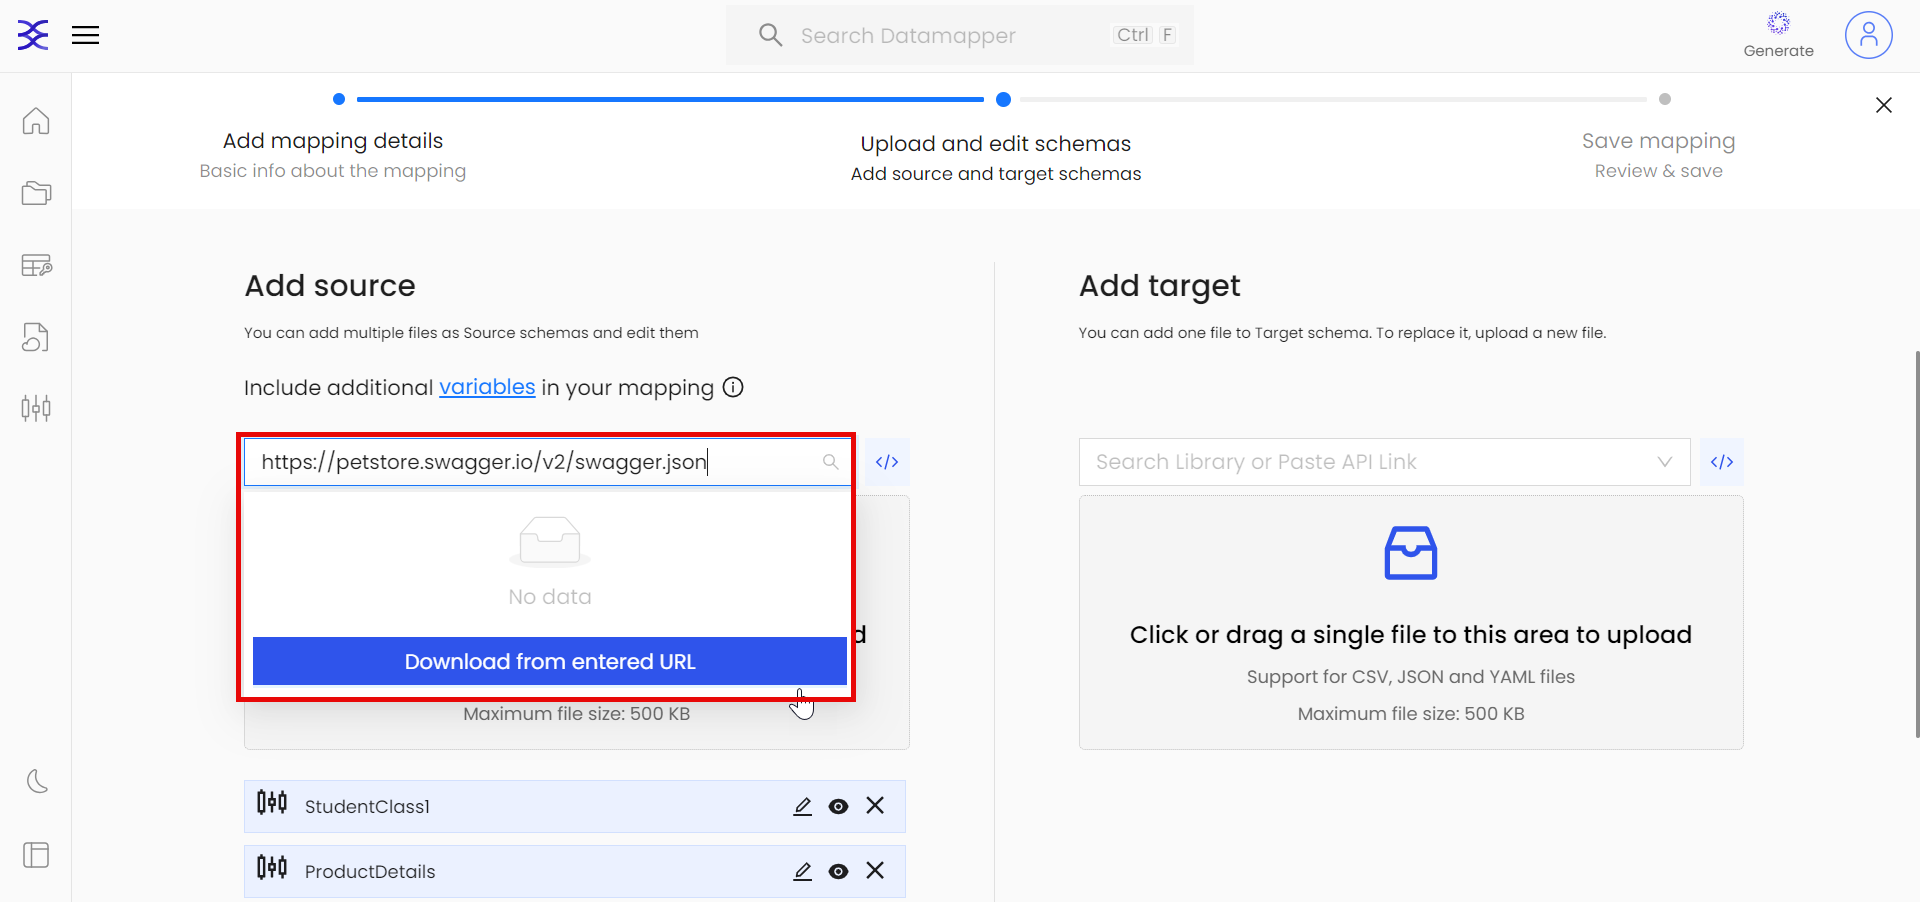 Search Datamapper
Ctrl F
Generate
Add mapping details
Basic info about the mapping
Upload and edit schemas
Add source and target schemas
Save mapping
Review & save
Add source
You can add multiple files as Source schemas and edit them
Include additional variables in your mapping
https://petstore.swagger.io/v2/swagger.json
</>
No data
d
Download from entered URL
Maximum file size: 500 KB
StudentClass1
ProductDetails
Add target
You can add one file to Target schema. To replace it, upload a new file.
Search Library or Paste API Link
</>
Click or drag a single file to this area to upload
Support for CSV, JSON and YAML files
Maximum file size: 500 KB